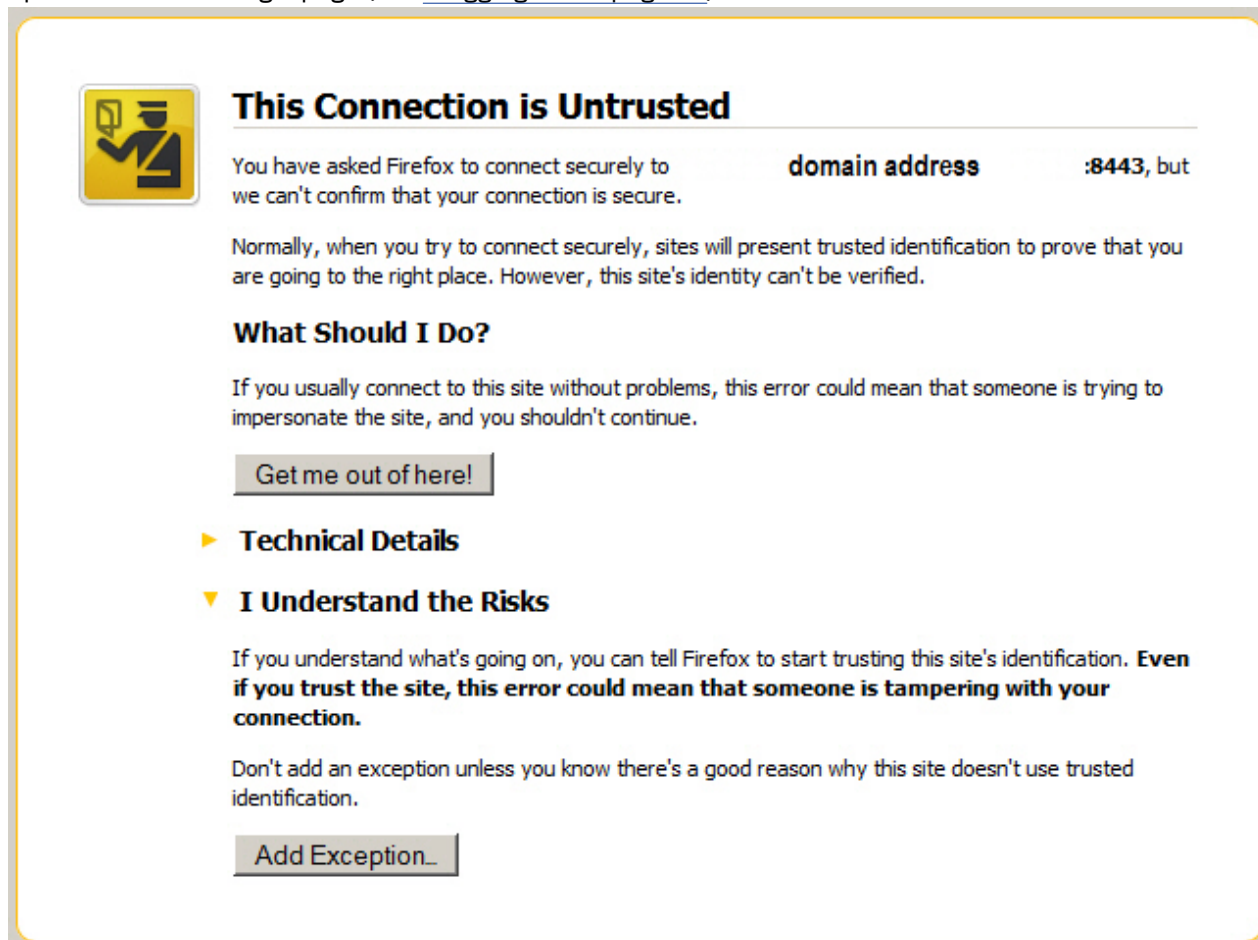 This Connection is Untrusted
You have asked Firefox to connect securely to domain address :8443, but
we can't confirm that your connection is secure.
Normally, when you try to connect securely, sites will present trusted identification to prove that you
are going to the right place. However, this site's identity can't be verified.
What Should I Do?
If you usually connect to this site without problems, this error could mean that someone is trying to
impersonate the site, and you shouldn't continue.
Get me out of here!
Technical Details
I Understand the Risks
If you understand what's going on, you can tell Firefox to start trusting this site's identification. Even
if you trust the site, this error could mean that someone is tampering with your
connection.
Don't add an exception unless you know there's a good reason why this site doesn't use trusted
identification.
Add Exception...